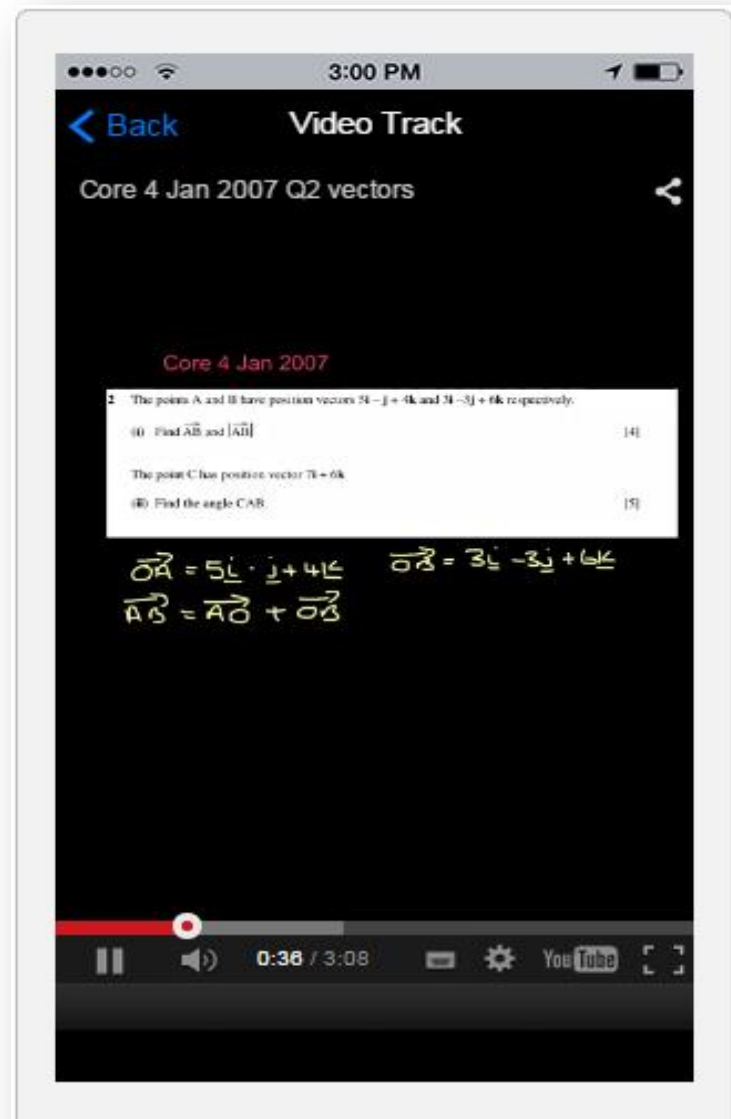 3:00 PM
Back Video Track
Core 4 Jan 2007 Q2 vectors
Core 4 Jan 2007
2 The points A and B have position vectors 5i – j + 4k and 3i – 3j + 6k respectively.
(i) Find AB and |AB| [4]
The point C has position vector 7i + 6k
(ii) Find the angle CAB. [5]
OA = 5i - j + 4k OB = 3i - 3j + 6k
AB = AO + OB
0:36 / 3:08 YouTube